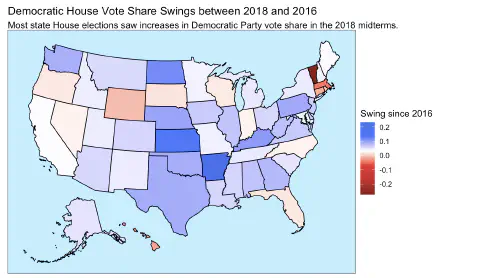 Democratic House Vote Share Swings between 2018 and 2016
Most state House elections saw increases in Democratic Party vote share in the 2018 midterms.
Swing since 2016
0.2
0.1
0.0
-0.1
-0.2